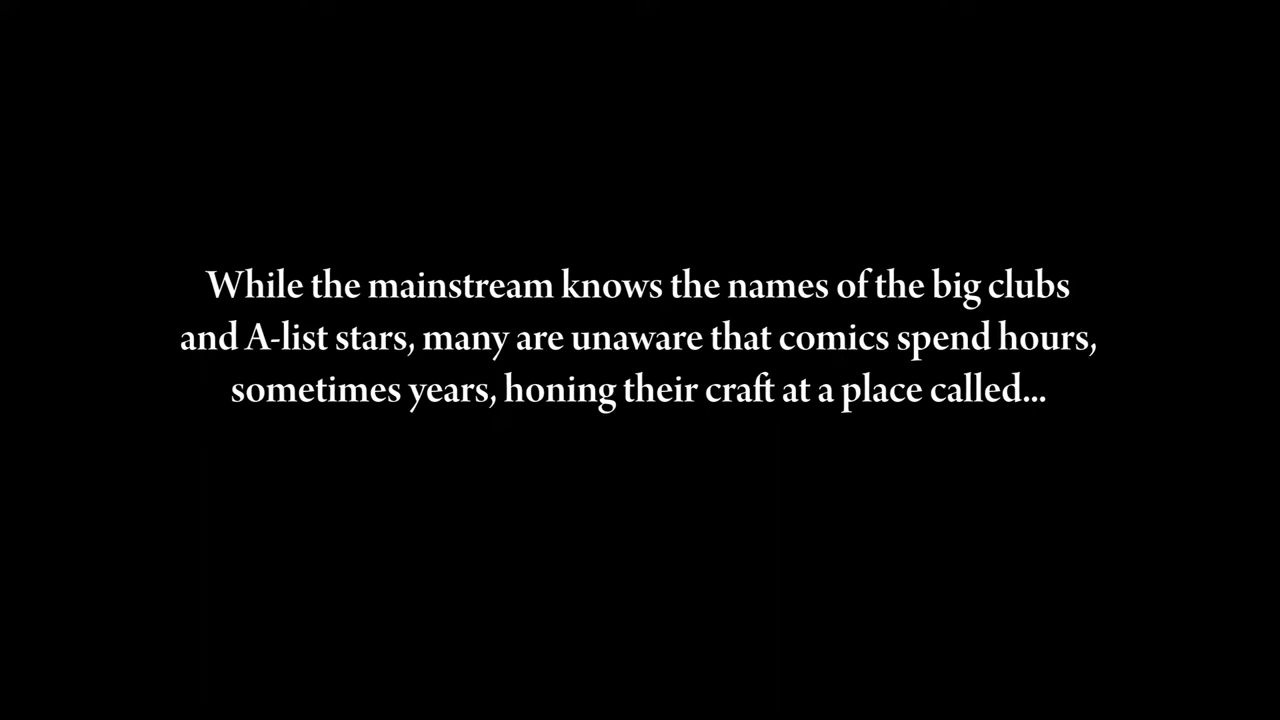 While the mainstream knows the names of the big clubs
and A-list stars, many are unaware that comics spend hours,
sometimes years, honing their craft at a place called...